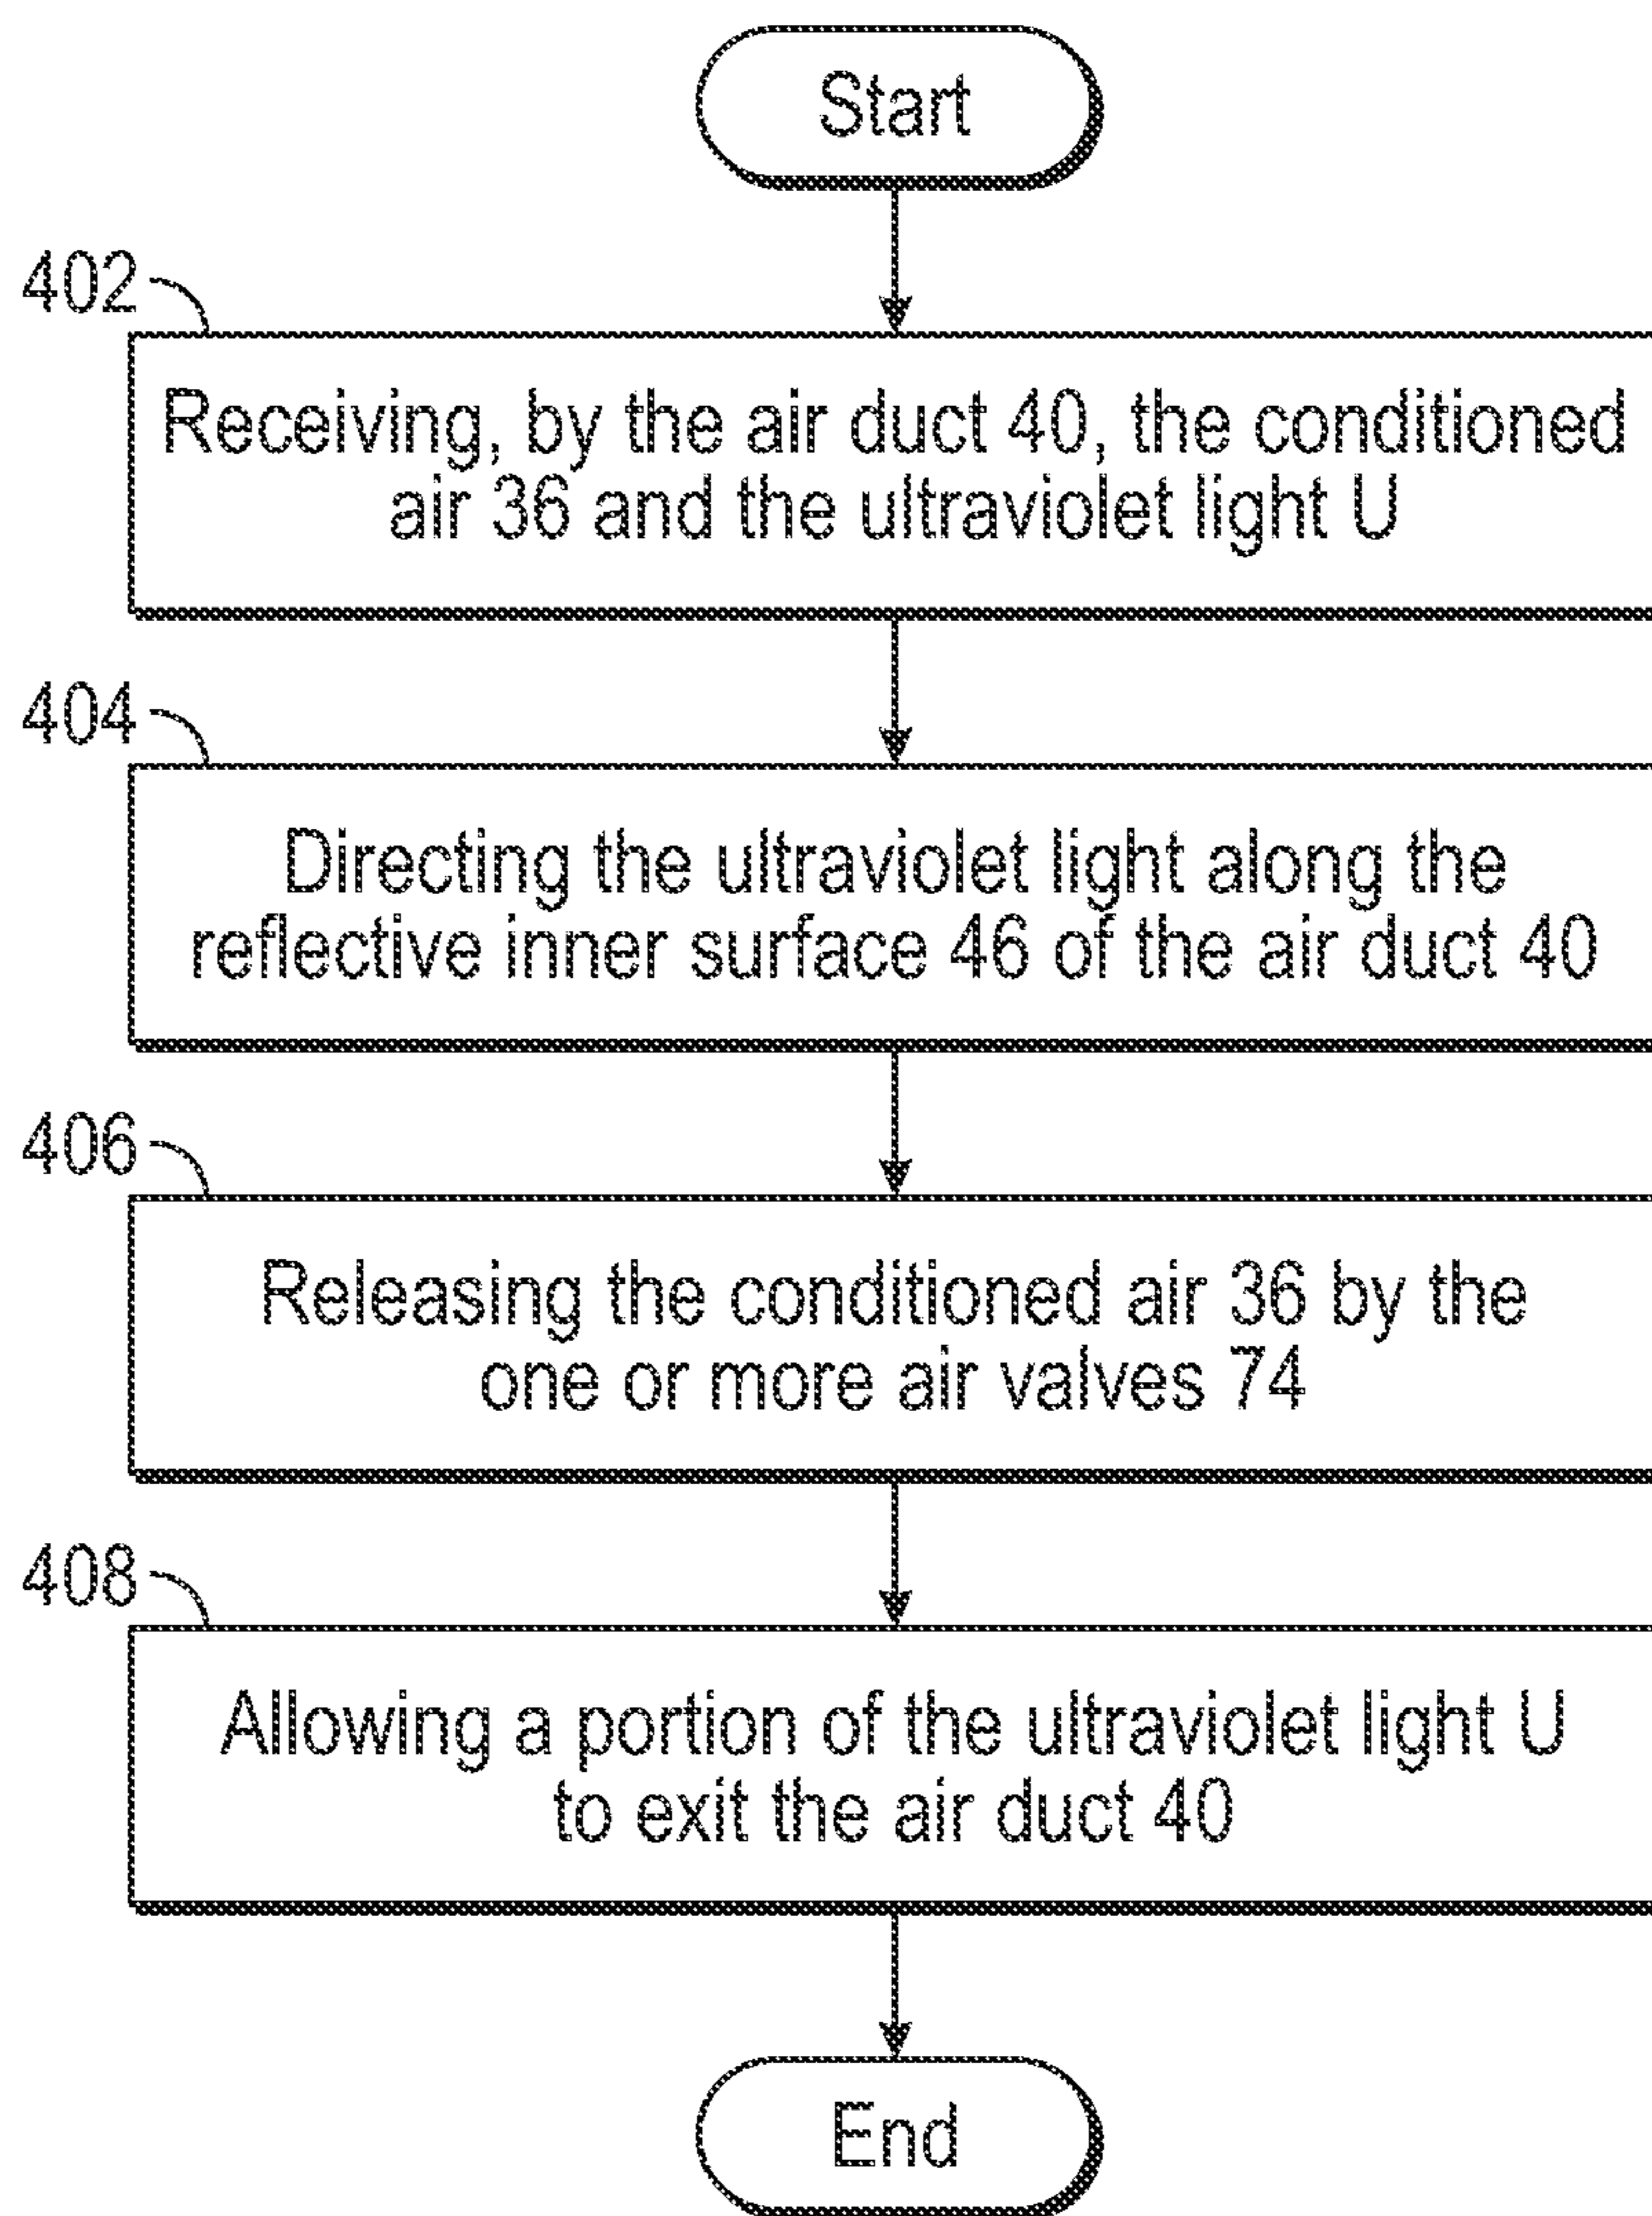 Start
402
Receiving, by the air duct 40, the conditioned
air 36 and the ultraviolet light U
404
Directing the ultraviolet light along the
reflective inner surface 46 of the air duct 40
406
Releasing the conditioned air 36 by the
one or more air valves 74
408
Allowing a portion of the ultraviolet light U
to exit the air duct 40
End